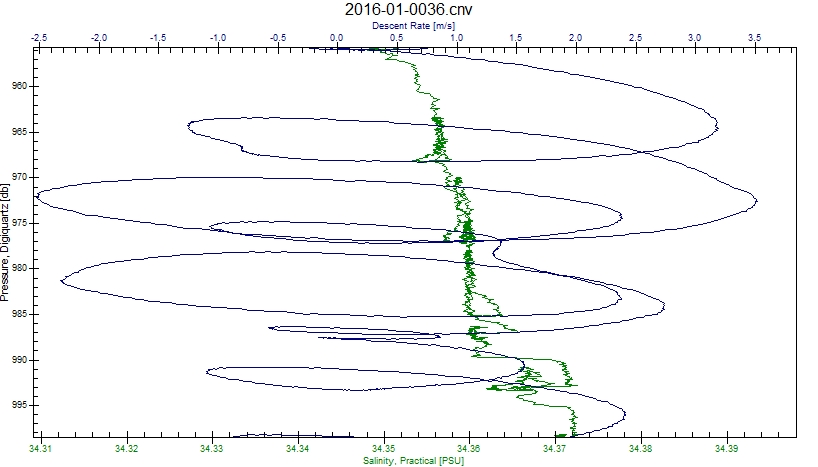 2016-01-0036.cnv
Descent Rate [m/s]
-2.5 -2.0 -1.5 -1.0 -0.5 0.0 0.5 1.0 1.5 2.0 2.5 3.0 3.5
960
965
970
975
980
985
990
995
Pressure, Digiquartz [db]
34.31 34.32 34.33 34.34 34.35 34.36 34.37 34.38 34.39
Salinity, Practical [PSU]